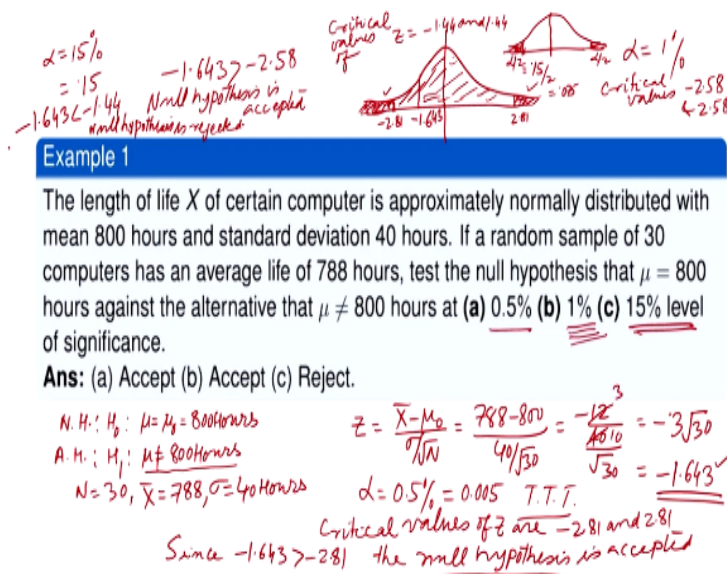 α = 15%
= .15
-1.643 > -2.58
Null hypothesis is accepted
-1.643 < -1.44
Null hypothesis is rejected
Critical values of z = -1.44 and 1.44
-2.81 -1.643 2.81
α/2 = .15/2
α/2
α = 1%
Critical values -2.58
& 2.58
Example 1
The length of life X of certain computer is approximately normally distributed with
mean 800 hours and standard deviation 40 hours. If a random sample of 30
computers has an average life of 788 hours, test the null hypothesis that μ = 800
hours against the alternative that μ ≠ 800 hours at (a) 0.5% (b) 1% (c) 15% level
of significance.
Ans: (a) Accept (b) Accept (c) Reject.
N.H.: H₀: μ = μ₀ = 800 Hours
A.H.: H₁: μ ≠ 800 Hours
N = 30, X̄ = 788, σ = 40 Hours
Z = (X̄ - μ₀)/(σ/√N) = (788 - 800)/(40/√30) = -12 3/(40 10/√30) = -3√30
= -1.643
α = 0.5% = 0.005 T.T.T.
Critical values of z are -2.81 and 2.81
Since -1.643 > -2.81 the null hypothesis is accepted